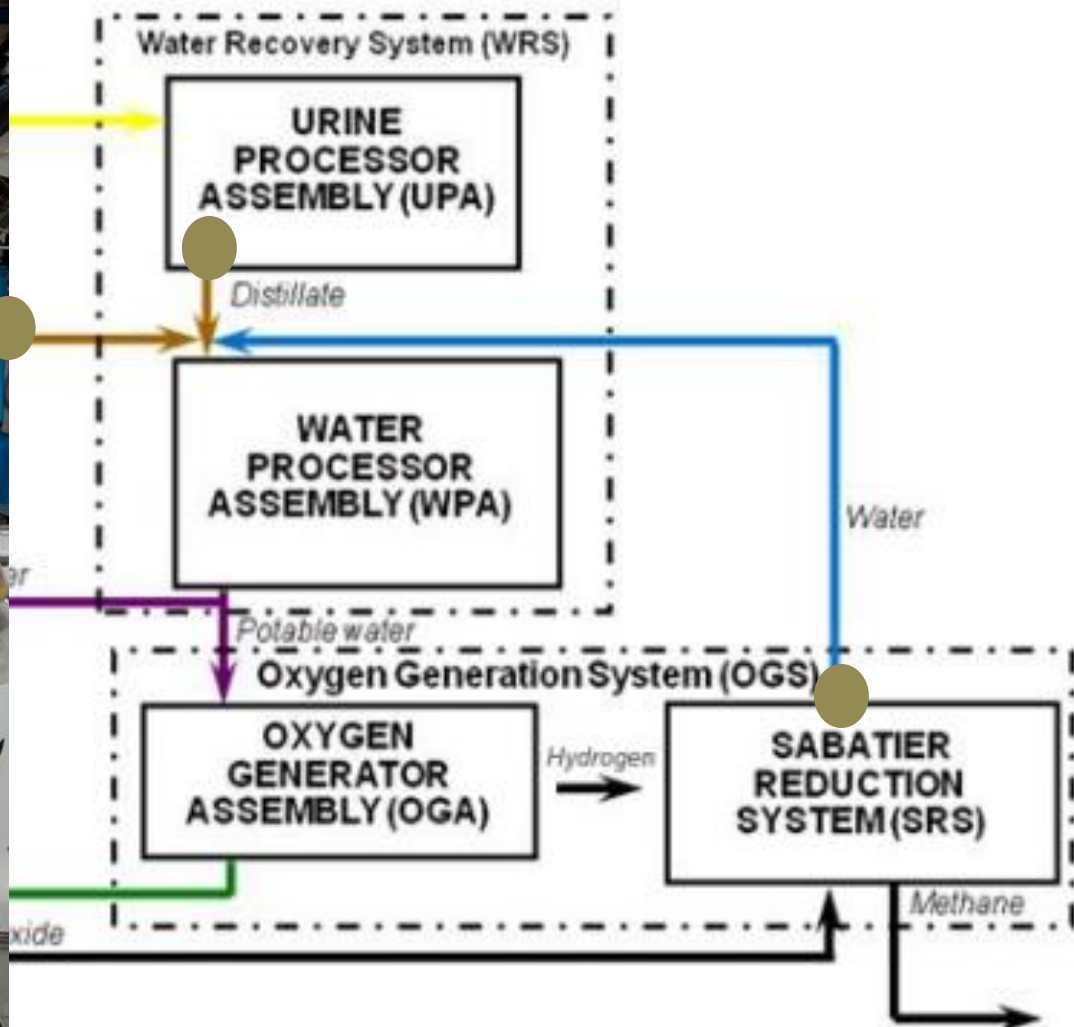 Water Recovery System (WRS)
URINE
PROCESSOR
ASSEMBLY (UPA)
Distillate
WATER
PROCESSOR
ASSEMBLY (WPA)
Water
Potable water
Oxygen Generation System (OGS)
OXYGEN
GENERATOR
ASSEMBLY (OGA)
Hydrogen
SABATIER
REDUCTION
SYSTEM (SRS)
Methane